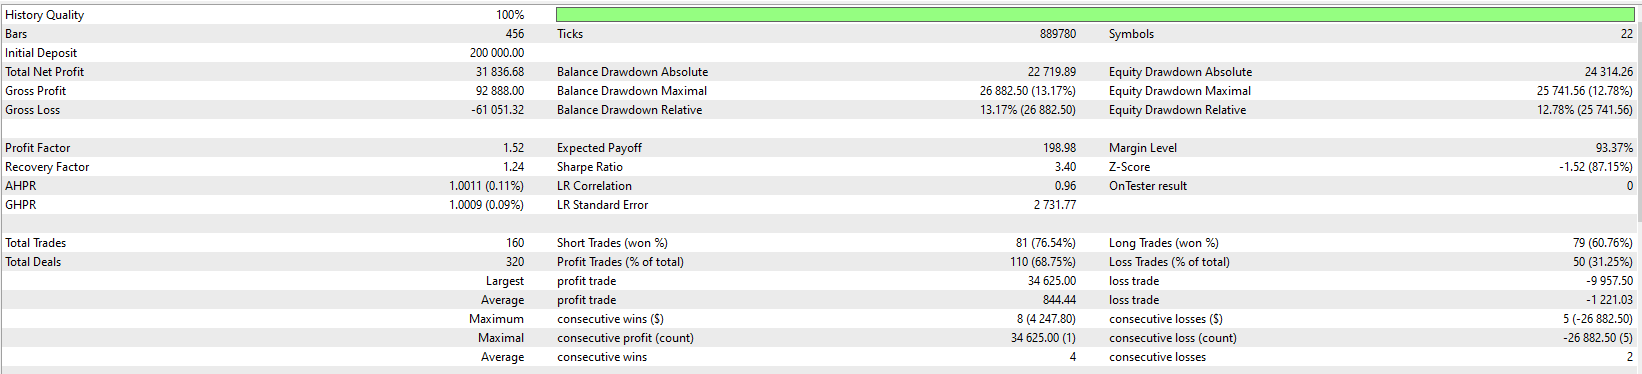 History Quality 100%
Bars 456 Ticks 889780 Symbols 22
Initial Deposit 200 000.00
Total Net Profit 31 836.68 Balance Drawdown Absolute 22 719.89 Equity Drawdown Absolute 24 314.26
Gross Profit 92 888.00 Balance Drawdown Maximal 26 882.50 (13.17%) Equity Drawdown Maximal 25 741.56 (12.78%)
Gross Loss -61 051.32 Balance Drawdown Relative 13.17% (26 882.50) Equity Drawdown Relative 12.78% (25 741.56)
Profit Factor 1.52 Expected Payoff 198.98 Margin Level 93.37%
Recovery Factor 1.24 Sharpe Ratio 3.40 Z-Score -1.52 (87.15%)
AHPR 1.0011 (0.11%) LR Correlation 0.96 OnTester result 0
GHPR 1.0009 (0.09%) LR Standard Error 2 731.77
Total Trades 160 Short Trades (won %) 81 (76.54%) Long Trades (won %) 79 (60.76%)
Total Deals 320 Profit Trades (% of total) 110 (68.75%) Loss Trades (% of total) 50 (31.25%)
Largest profit trade 34 625.00 loss trade -9 957.50
Average profit trade 844.44 loss trade -1 221.03
Maximum consecutive wins ($) 8 (4 247.80) consecutive losses ($) 5 (-26 882.50)
Maximal consecutive profit (count) 34 625.00 (1) consecutive loss (count) -26 882.50 (5)
Average consecutive wins 4 consecutive losses 2